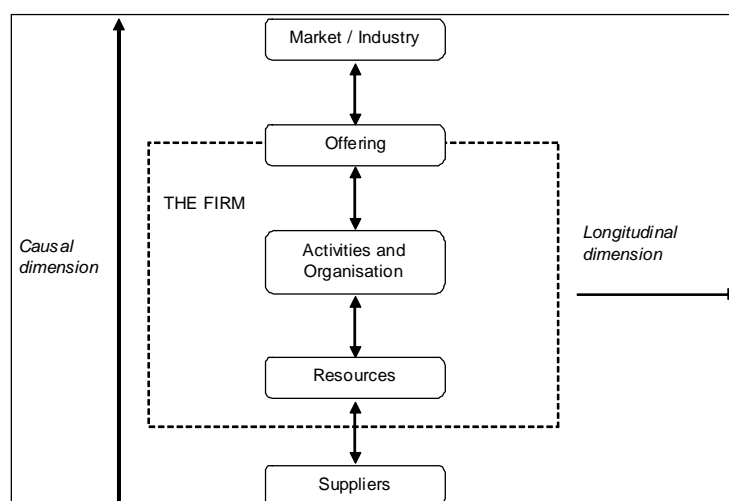 Market / Industry
Offering
THE FIRM
Causal
dimension
Activities and
Organisation
Longitudinal
dimension
Resources
Suppliers